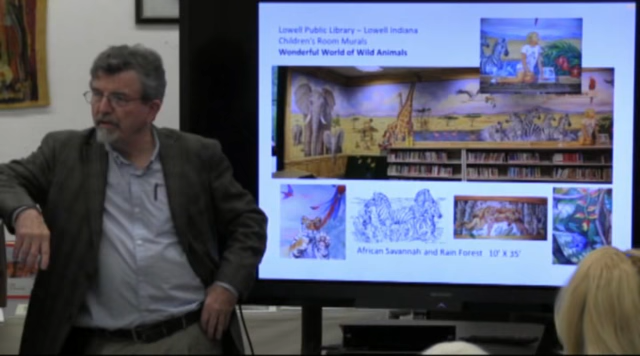 Lowell Public Library – Lowell Indiana
Children's Room Murals
Wonderful World of Wild Animals
African Savannah and Rain Forest 10' X 35'